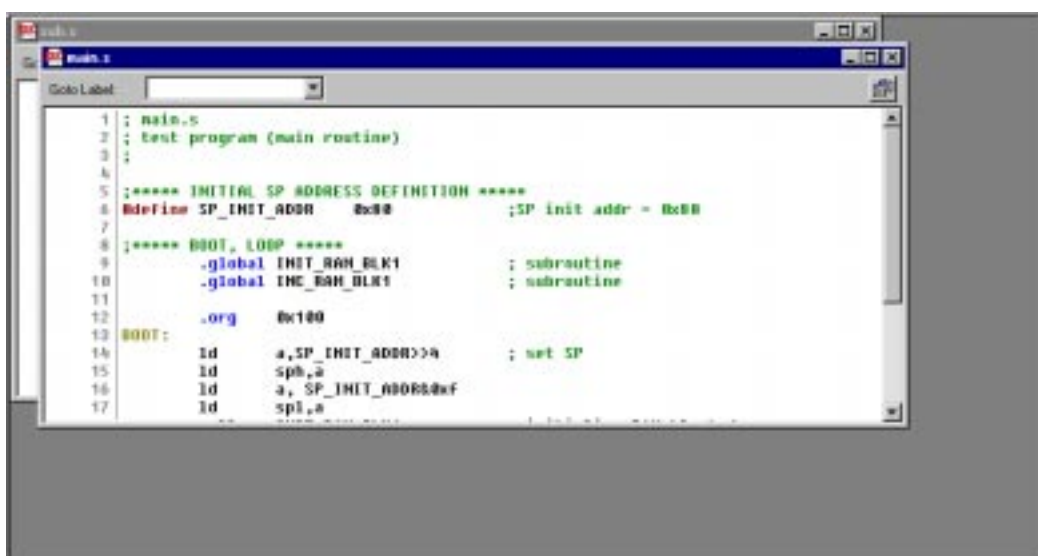 sub.s
main.s
Goto Label:
1 ; main.s
2 ; test program (main routine)
3 ;
4
5 ;***** INITIAL SP ADDRESS DEFINITION *****
6 #define SP_INIT_ADDR 0x80 ;SP init addr = 0x80
7
8 ;***** BOOT, LOOP *****
9 .global INIT_RAM_BLK1 ; subroutine
10 .global INC_RAM_BLK1 ; subroutine
11
12 .org 0x100
13 BOOT:
14 ld a,SP_INIT_ADDR>>4 ; set SP
15 ld sph,a
16 ld a, SP_INIT_ADDR&0xf
17 ld spl,a